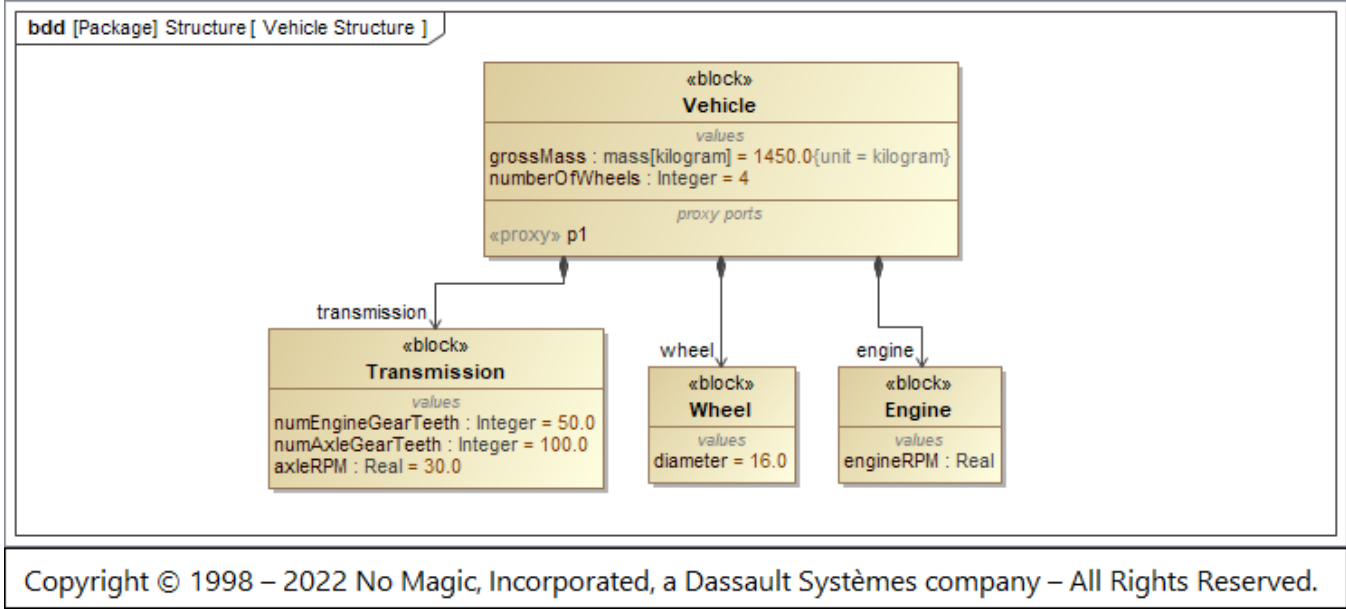 bdd [Package] Structure [ Vehicle Structure ]
«block»
Vehicle
values
grossMass : mass[kilogram] = 1450.0{unit = kilogram}
numberOfWheels : Integer = 4
proxy ports
«proxy» p1
transmission
«block»
Transmission
values
numEngineGearTeeth : Integer = 50.0
numAxleGearTeeth : Integer = 100.0
axleRPM : Real = 30.0
wheel
«block»
Wheel
values
diameter = 16.0
engine
«block»
Engine
values
engineRPM : Real
Copyright © 1998 – 2022 No Magic, Incorporated, a Dassault Systèmes company – All Rights Reserved.